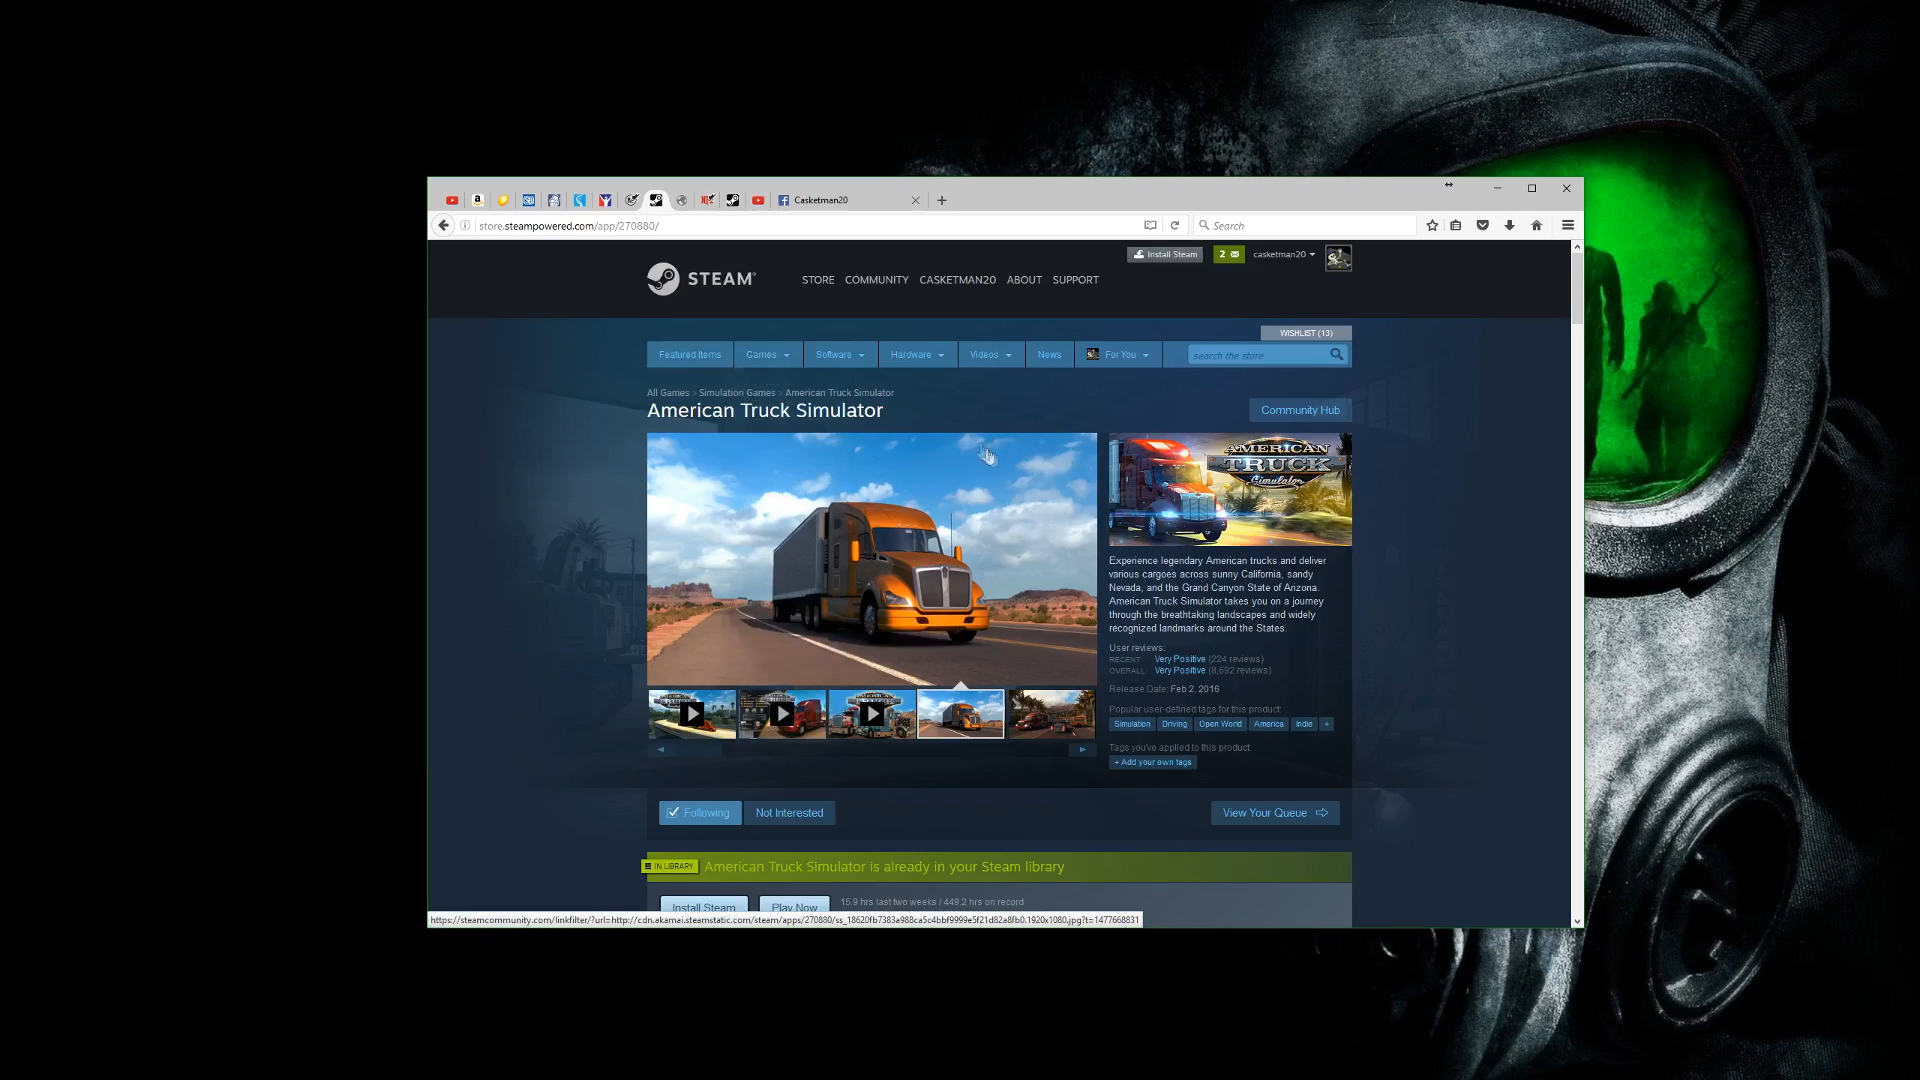 Casketman20
store.steampowered.com/app/270880/
Search
Install Steam
2
casketman20
STEAM
STORE COMMUNITY CASKETMAN20 ABOUT SUPPORT
WISHLIST (13)
Featured Items Games Software Hardware Videos News For You search the store
All Games > Simulation Games > American Truck Simulator
American Truck Simulator
Community Hub
AMERICAN
TRUCK
Simulator
Experience legendary American trucks and deliver
various cargoes across sunny California, sandy
Nevada, and the Grand Canyon State of Arizona.
American Truck Simulator takes you on a journey
through the breathtaking landscapes and widely
recognized landmarks around the States.
User reviews:
RECENT: Very Positive (224 reviews)
OVERALL: Very Positive (8,692 reviews)
Release Date: Feb 2, 2016
Popular user-defined tags for this product:
Simulation Driving Open World America Indie +
Tags you've applied to this product:
+ Add your own tags
Following Not Interested View Your Queue
IN LIBRARY American Truck Simulator is already in your Steam library
Install Steam Play Now 15.9 hrs last two weeks / 449.2 hrs on record
https://steamcommunity.com/linkfilter/?url=http://cdn.akamai.steamstatic.com/steam/apps/270880/ss_18620fb7383a988ca5c4bbf9999e5f21d82a8fb0.1920x1080.jpg?t=1477668831